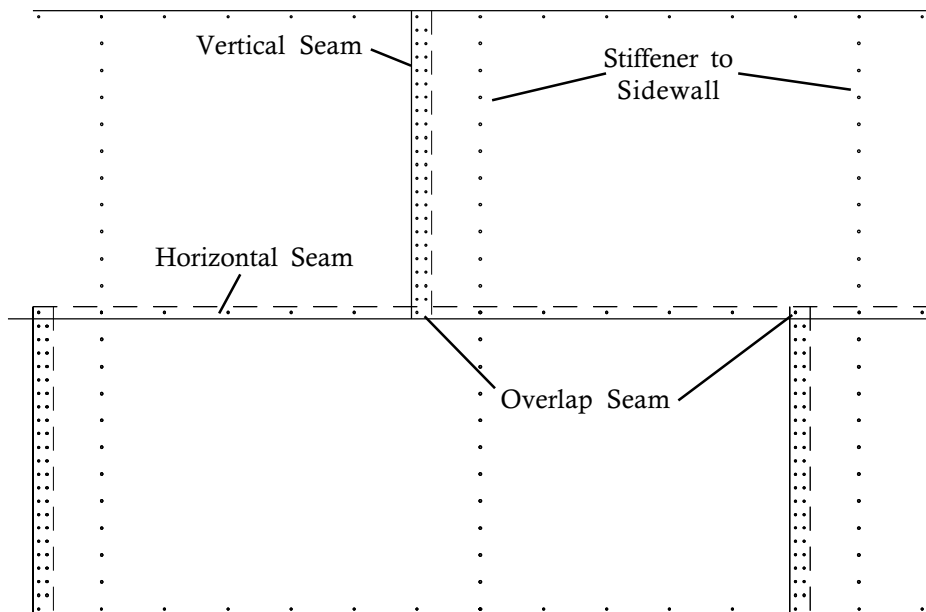 Vertical Seam
Stiffener to
Sidewall
Horizontal Seam
Overlap Seam